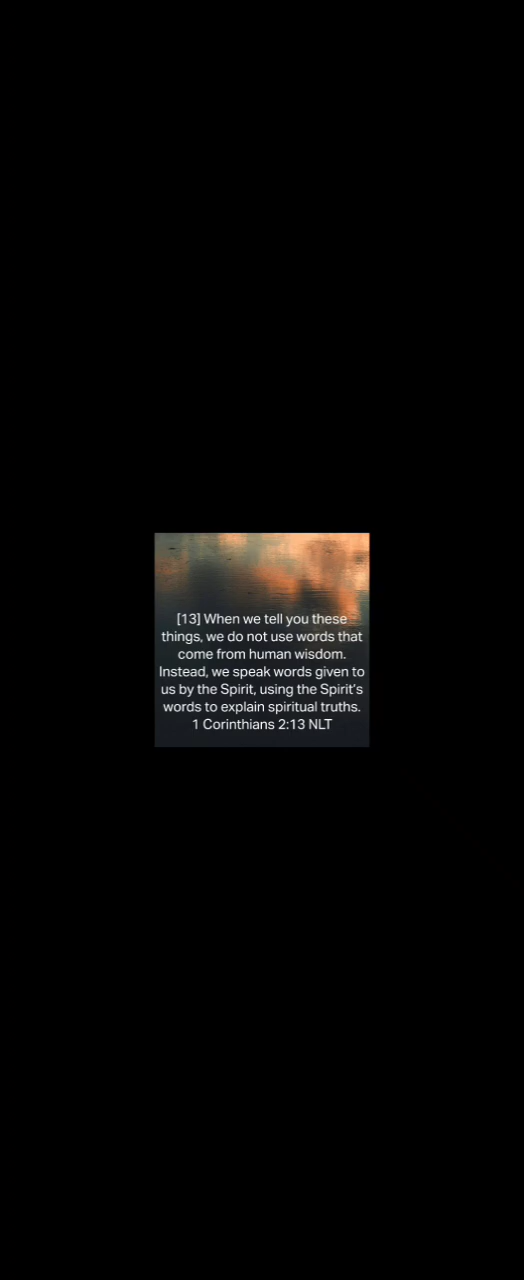 [13] When we tell you these
things, we do not use words that
come from human wisdom.
Instead, we speak words given to
us by the Spirit, using the Spirit's
words to explain spiritual truths.
1 Corinthians 2:13 NLT